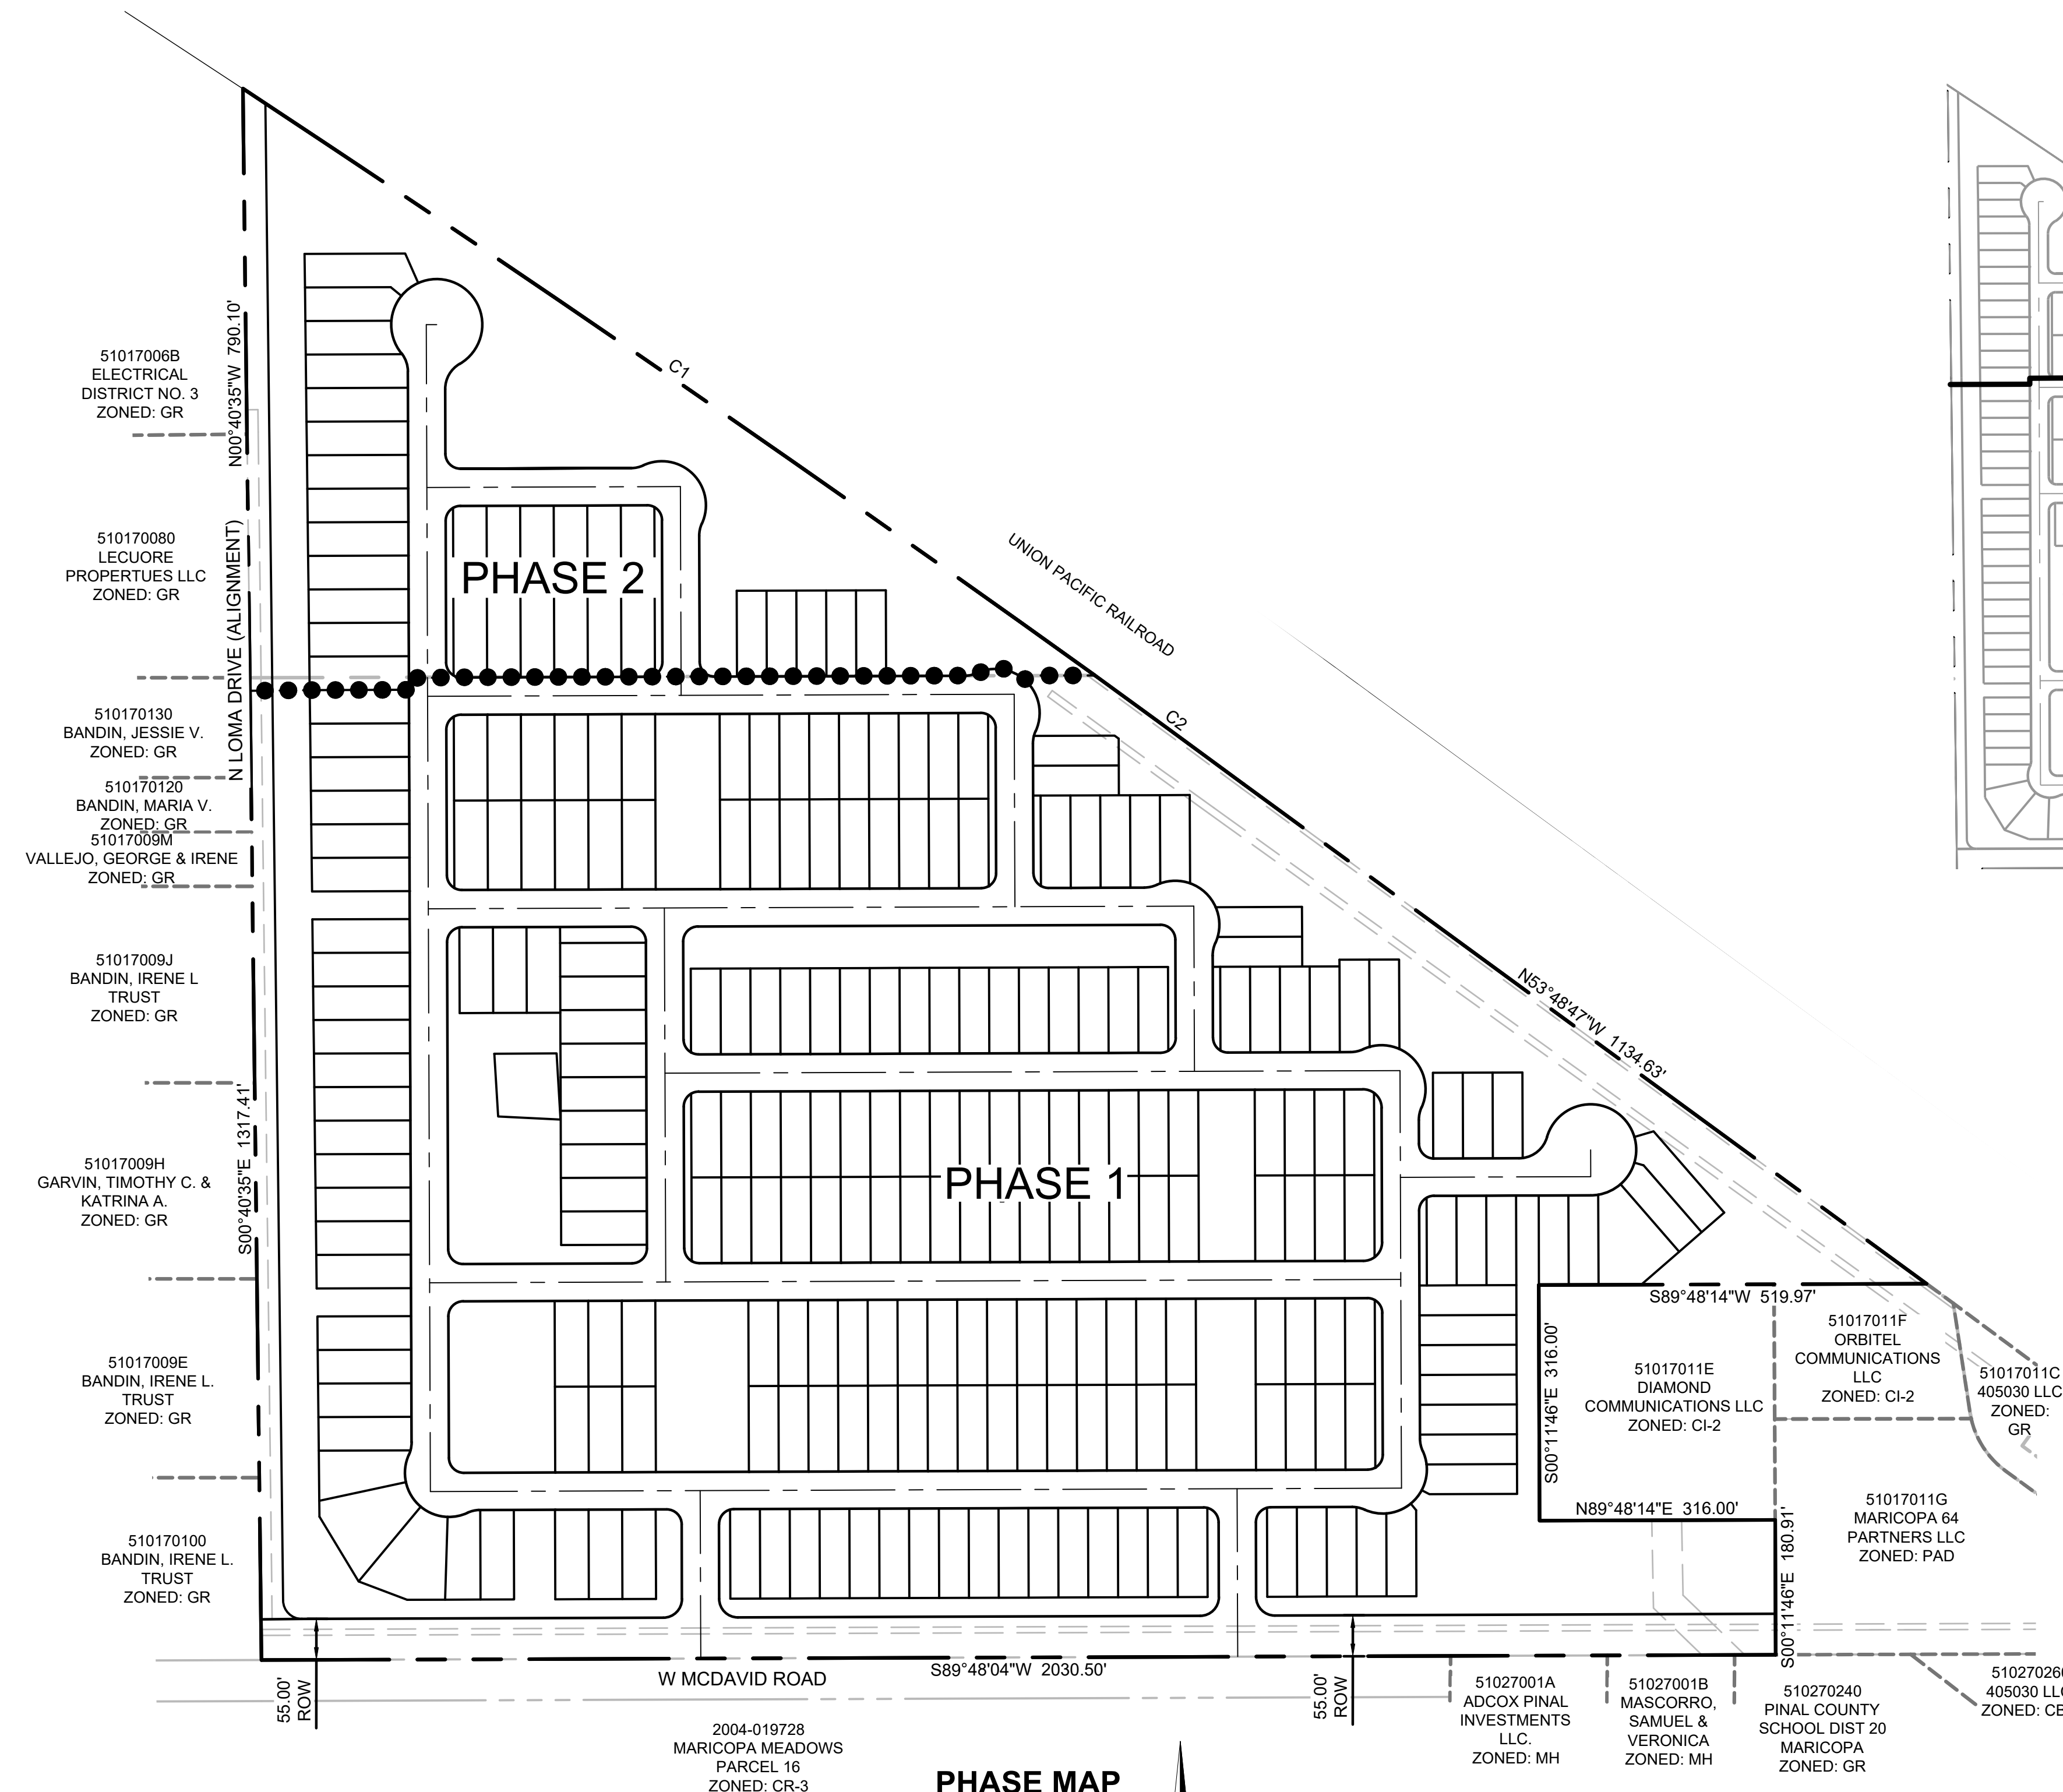 C1
51017006B
ELECTRICAL
DISTRICT NO. 3
ZONED: GR
N00°40'35"W 790.10'
510170080
LECUORE
PROPERTUES LLC
ZONED: GR
N LOMA DRIVE (ALIGNMENT)
PHASE 2
UNION PACIFIC RAILROAD
C2
510170130
BANDIN, JESSIE V.
ZONED: GR
510170120
BANDIN, MARIA V.
ZONED: GR
51017009M
VALLEJO, GEORGE & IRENE
ZONED: GR
51017009J
BANDIN, IRENE L
TRUST
ZONED: GR
N53°48'47"W 1134.63'
S00°40'35"E 1317.41'
51017009H
GARVIN, TIMOTHY C. &
KATRINA A.
ZONED: GR
PHASE 1
S89°48'14"W 519.97'
51017009E
BANDIN, IRENE L.
TRUST
ZONED: GR
S00°11'46"E 316.00'
51017011E
DIAMOND
COMMUNICATIONS LLC
ZONED: CI-2
51017011F
ORBITEL
COMMUNICATIONS
LLC
ZONED: CI-2
51017011C
405030 LLC
ZONED:
GR
N89°48'14"E 316.00'
51017011G
MARICOPA 64
PARTNERS LLC
ZONED: PAD
S00°11'46"E 180.91'
510170100
BANDIN, IRENE L.
TRUST
ZONED: GR
55.00'
ROW
W MCDAVID ROAD
S89°48'04"W 2030.50'
55.00'
ROW
51027001A
ADCOX PINAL
INVESTMENTS
LLC.
ZONED: MH
51027001B
MASCORRO,
SAMUEL &
VERONICA
ZONED: MH
510270240
PINAL COUNTY
SCHOOL DIST 20
MARICOPA
ZONED: GR
405030
ZONED:
2004-019728
MARICOPA MEADOWS
PARCEL 16
ZONED: CR-3
PHASE MAP